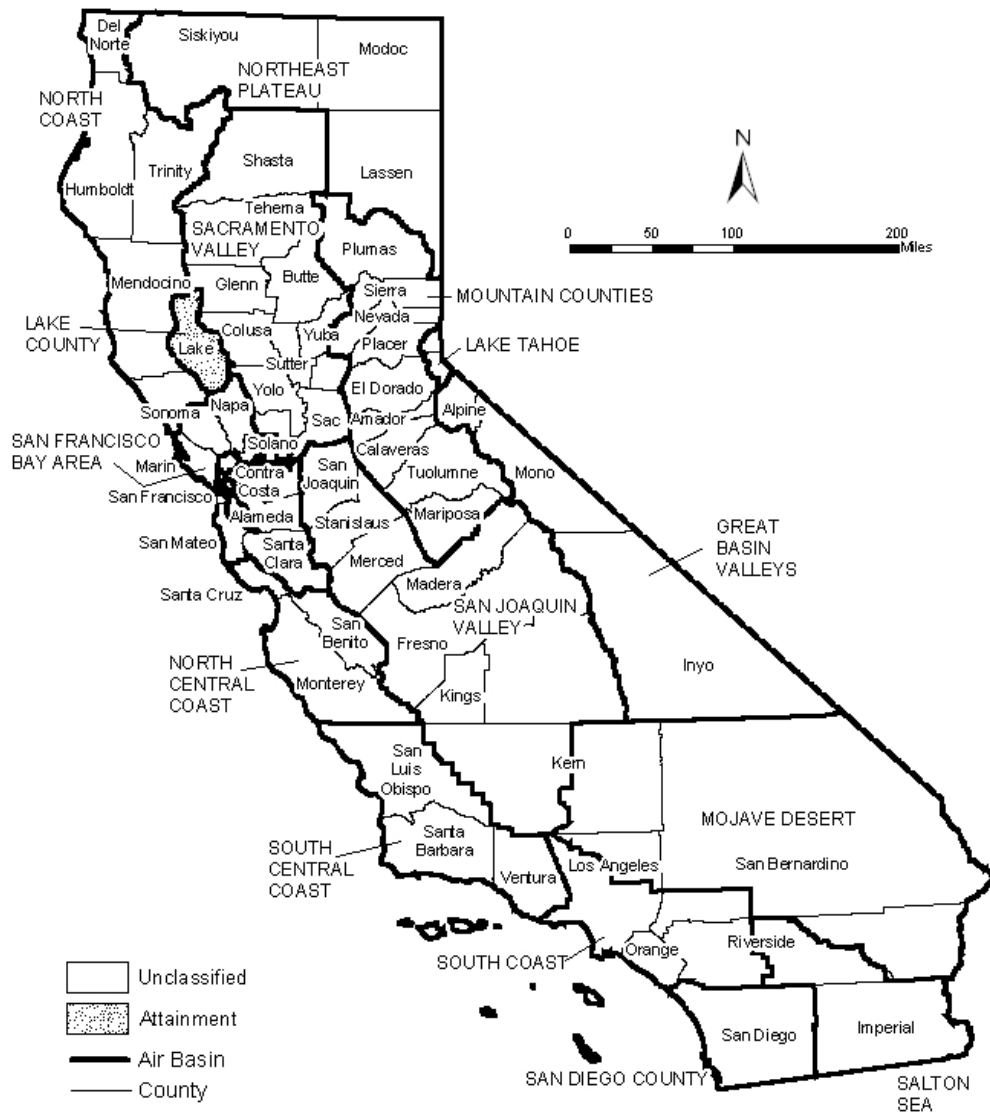 Del
Norte
Siskiyou
Modoc
NORTHEAST
PLATEAU
NORTH
COAST
Shasta
Trinity
Lassen
Humboldt
N
Tehema
SACRAMENTO
VALLEY
Plumas
0 50 100 200
Miles
Mendocino
Glenn
Butte
Sierra
MOUNTAIN COUNTIES
Nevada
LAKE
COUNTY
Colusa
Yuba
Placer
Lake
LAKE TAHOE
Sutter
Yolo
El Dorado
Napa
Sonoma
Sac
Amador
Alpine
SAN FRANCISCO
BAY AREA
Solano
Calaveras
Marin
Contra
Costa
San
Joaquin
Tuolumne
Mono
San Francisco
Alameda
Stanislaus
Mariposa
San Mateo
Santa
Clara
Merced
GREAT
BASIN
VALLEYS
Madera
Santa Cruz
SAN JOAQUIN
VALLEY
San
Benito
Fresno
NORTH
CENTRAL
COAST
Monterey
Kings
Inyo
San
Luis
Obispo
Kern
MOJAVE DESERT
SOUTH
CENTRAL
COAST
Santa
Barbara
Ventura
Los Angeles
San Bernardino
SOUTH COAST
Orange
Riverside
Unclassified
Attainment
Air Basin
County
San Diego
Imperial
SAN DIEGO COUNTY
SALTON
SEA